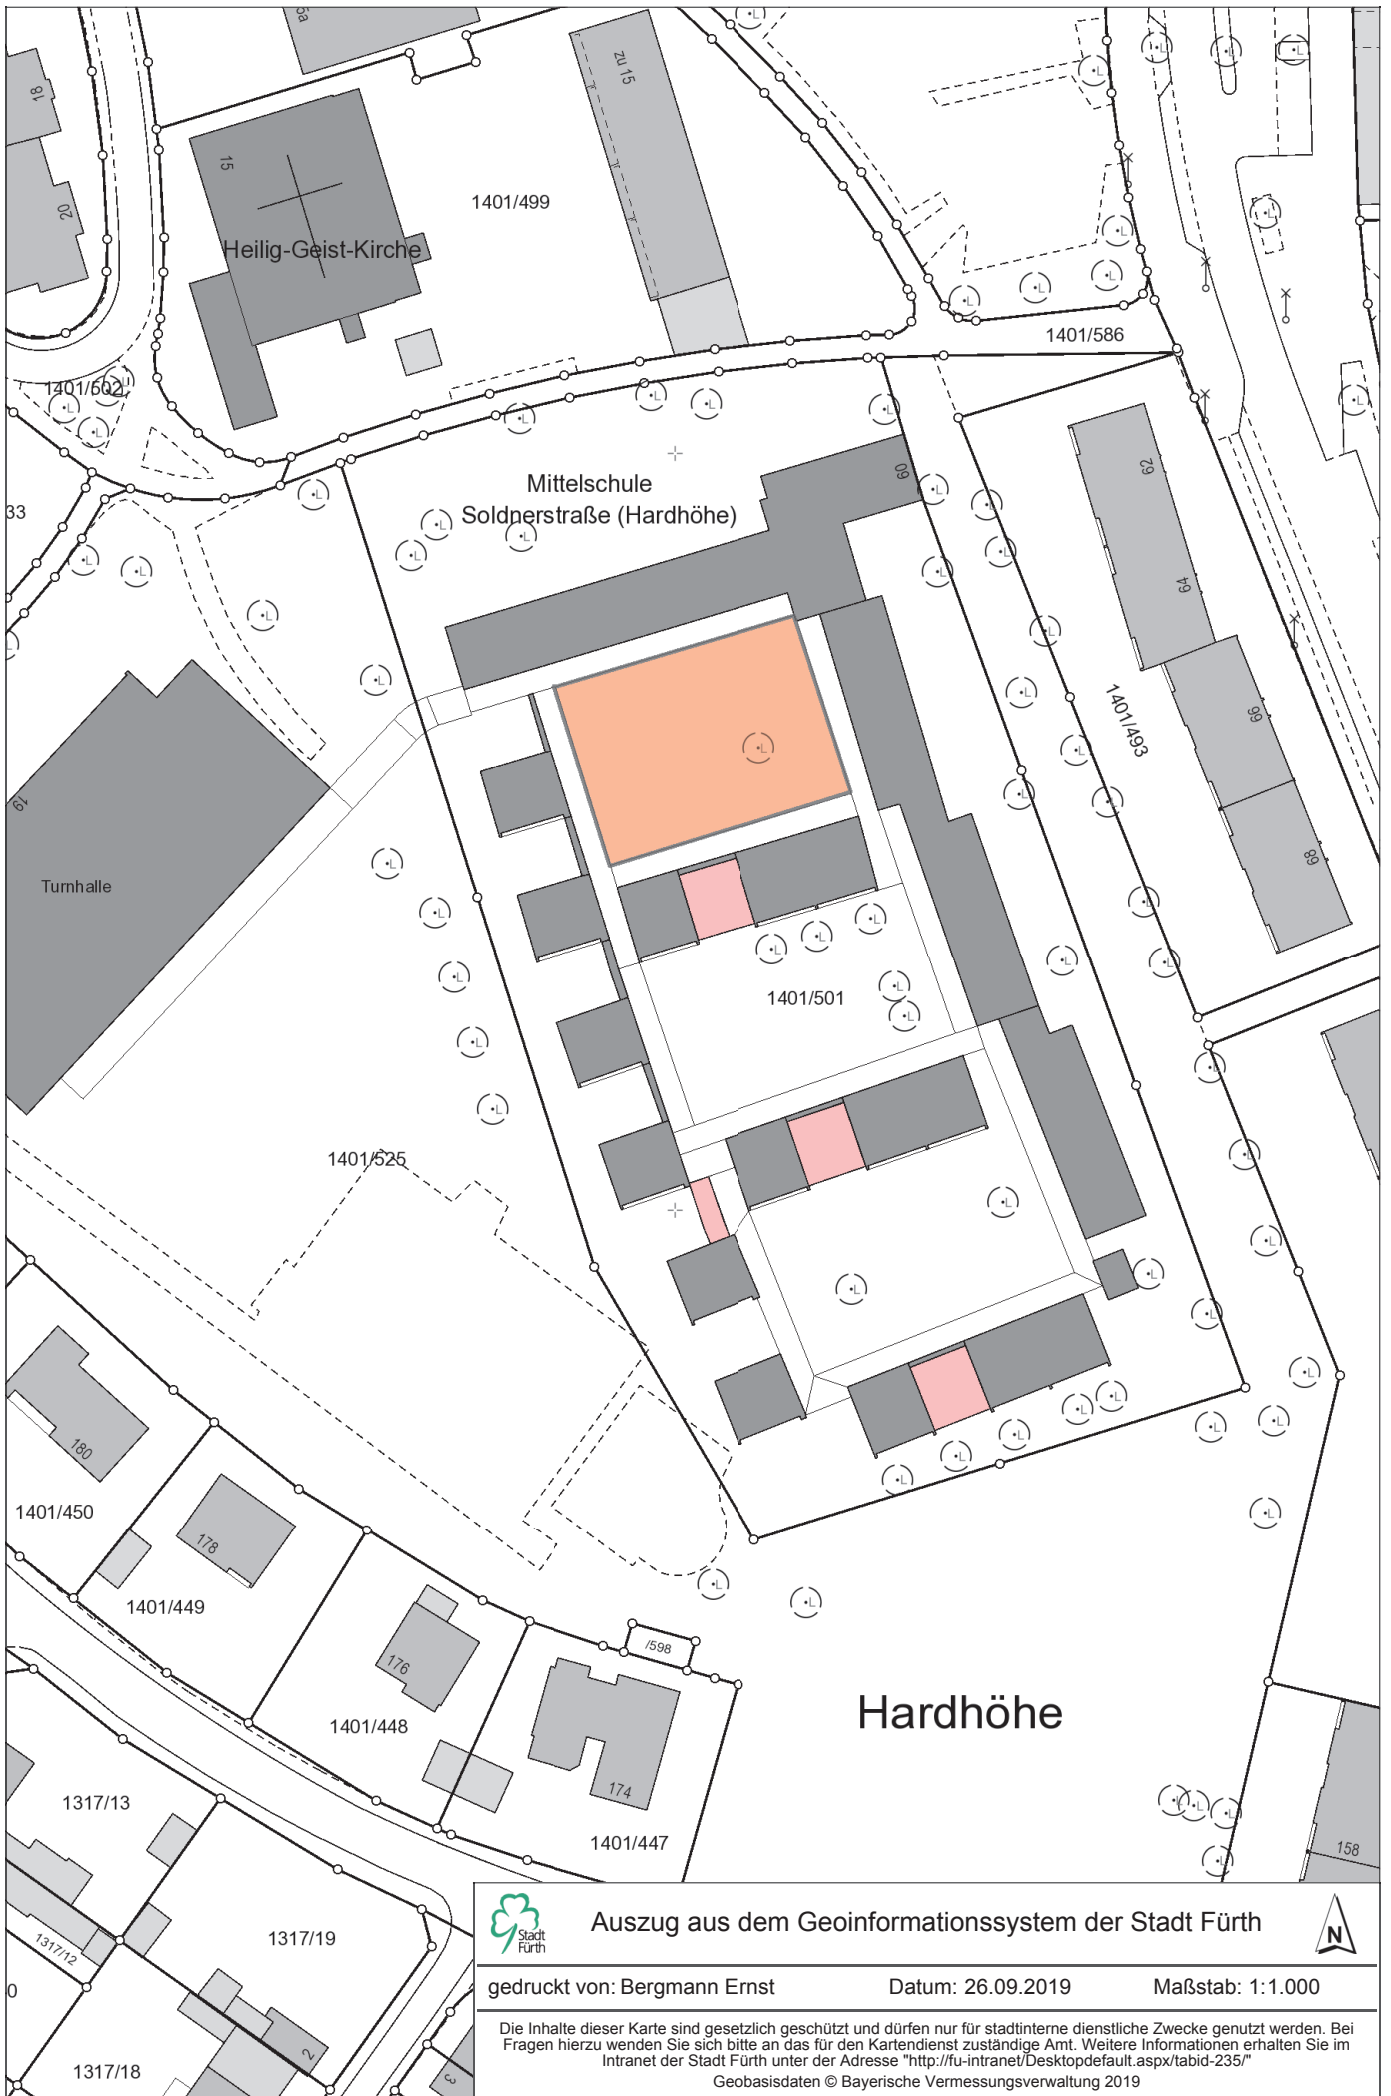 5a
zu 15
18
15
20
1401/499
Heilig-Geist-Kirche
1401/586
1401/502
62
60
Mittelschule
Soldnerstraße (Hardhöhe)
33
64
66
1401/493
19
68
Turnhalle
1401/501
1401/525
180
1401/450
178
1401/449
/598
176
1401/448
Hardhöhe
174
1317/13
1401/447
158
1317/19
1317/12
0
2
1317/18
3
Stadt
Fürth
Auszug aus dem Geoinformationssystem der Stadt Fürth
N
gedruckt von: Bergmann Ernst Datum: 26.09.2019 Maßstab: 1:1.000
Die Inhalte dieser Karte sind gesetzlich geschützt und dürfen nur für stadtinterne dienstliche Zwecke genutzt werden. Bei
Fragen hierzu wenden Sie sich bitte an das für den Kartendienst zuständige Amt. Weitere Informationen erhalten Sie im
Intranet der Stadt Fürth unter der Adresse "http://fu-intranet/Desktopdefault.aspx/tabid-235/"
Geobasisdaten © Bayerische Vermessungsverwaltung 2019